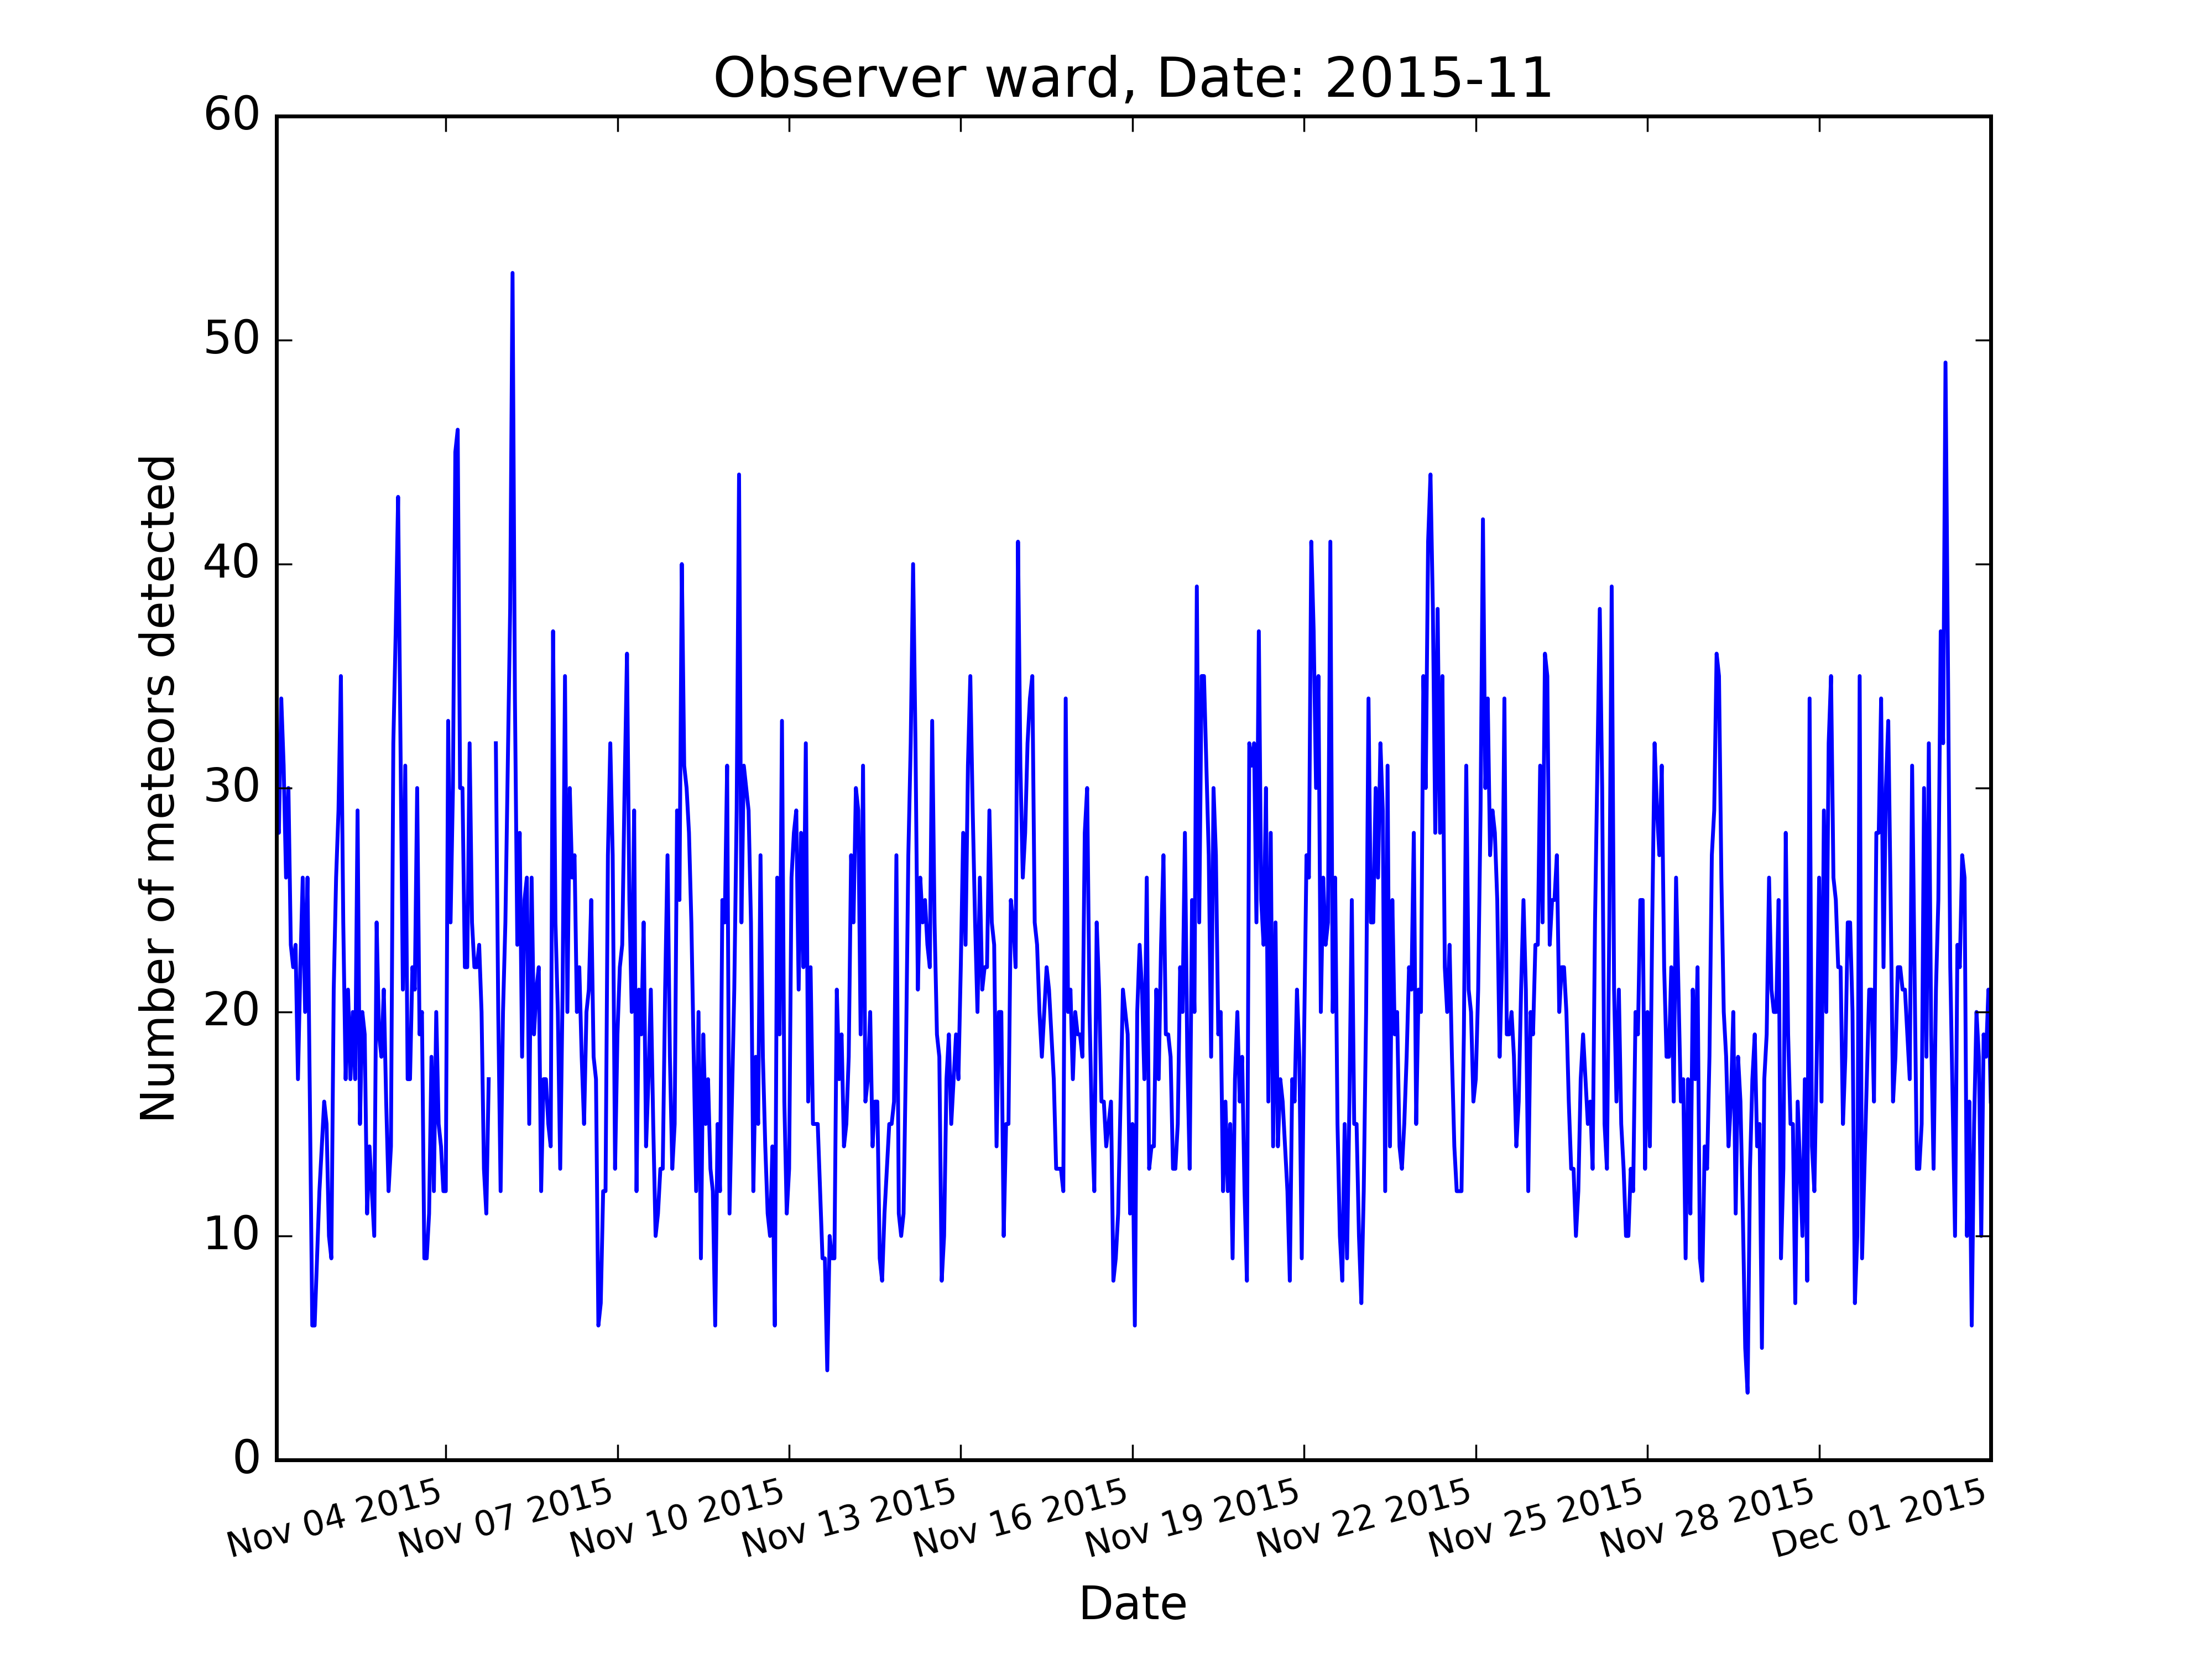 Observer ward, Date: 2015-11
60
50
40
30
20
10
0
Number of meteors detected
Nov 04 2015
Nov 07 2015
Nov 10 2015
Nov 13 2015
Nov 16 2015
Nov 19 2015
Nov 22 2015
Nov 25 2015
Nov 28 2015
Dec 01 2015
Date